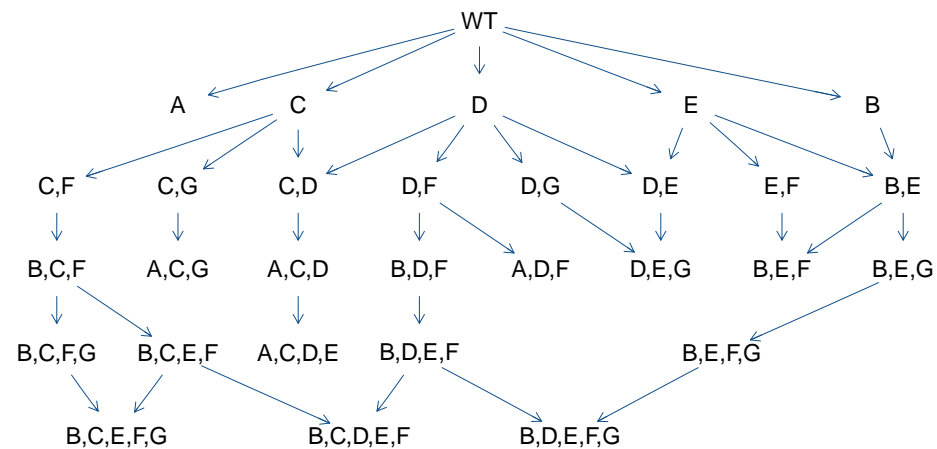 WT
A C D E B
C,F C,G C,D D,F D,G D,E E,F B,E
B,C,F A,C,G A,C,D B,D,F A,D,F D,E,G B,E,F B,E,G
B,C,F,G B,C,E,F A,C,D,E B,D,E,F B,E,F,G
B,C,E,F,G B,C,D,E,F B,D,E,F,G